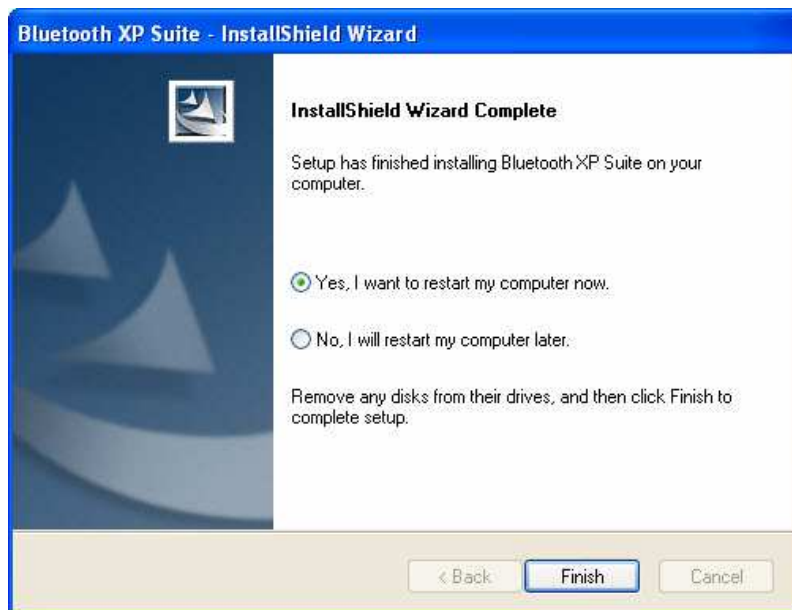 Bluetooth XP Suite - InstallShield Wizard
InstallShield Wizard Complete
Setup has finished installing Bluetooth XP Suite on your
computer.
Yes, I want to restart my computer now.
No, I will restart my computer later.
Remove any disks from their drives, and then click Finish to
complete setup.
< Back Finish Cancel